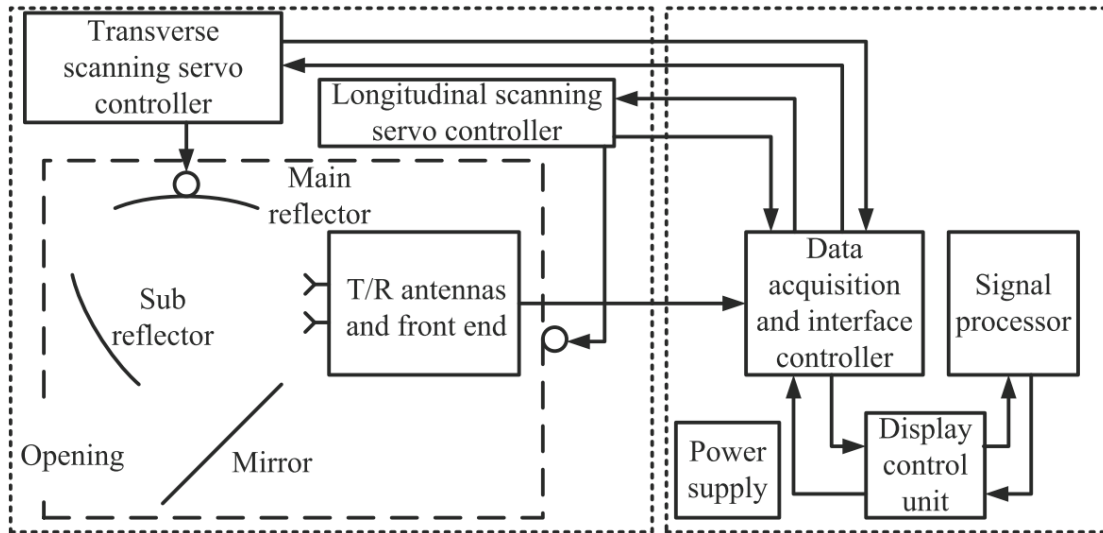 Transverse
scanning servo
controller
Longitudinal scanning
servo controller
Main
reflector
Sub
reflector
T/R antennas
and front end
Opening
Mirror
Data
acquisition
and interface
controller
Signal
processor
Power
supply
Display
control
unit